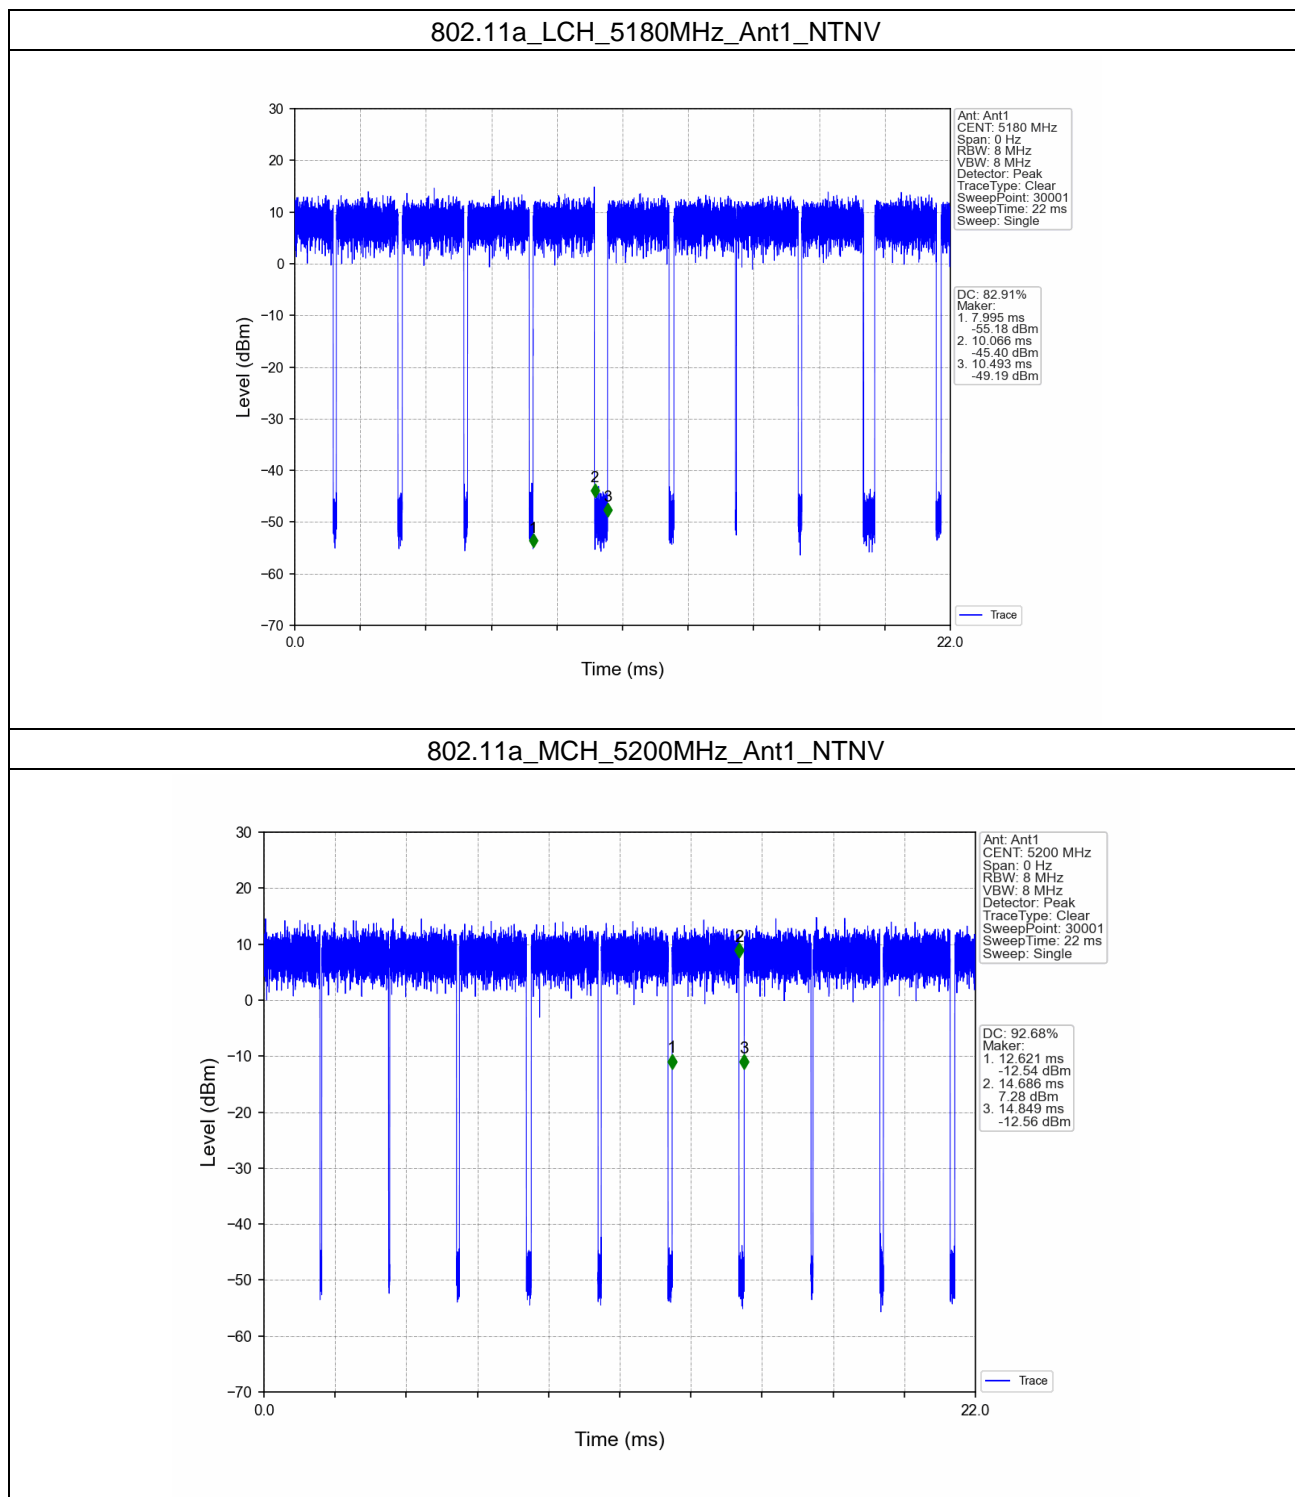 802.11a_LCH_5180MHz_Ant1_NTNV
30
20
10
0
−10
−20
−30
−40
−50
−60
−70
Level (dBm)
0.0
22.0
Time (ms)
1
2
3
Ant: Ant1
CENT: 5180 MHz
Span: 0 Hz
RBW: 8 MHz
VBW: 8 MHz
Detector: Peak
TraceType: Clear
SweepPoint: 30001
SweepTime: 22 ms
Sweep: Single
DC: 82.91%
Maker:
1. 7.995 ms
-55.18 dBm
2. 10.066 ms
-45.40 dBm
3. 10.493 ms
-49.19 dBm
Trace
802.11a_MCH_5200MHz_Ant1_NTNV
30
20
10
0
−10
−20
−30
−40
−50
−60
−70
Level (dBm)
0.0
22.0
Time (ms)
1
2
3
Ant: Ant1
CENT: 5200 MHz
Span: 0 Hz
RBW: 8 MHz
VBW: 8 MHz
Detector: Peak
TraceType: Clear
SweepPoint: 30001
SweepTime: 22 ms
Sweep: Single
DC: 92.68%
Maker:
1. 12.621 ms
-12.54 dBm
2. 14.686 ms
7.28 dBm
3. 14.849 ms
-12.56 dBm
Trace